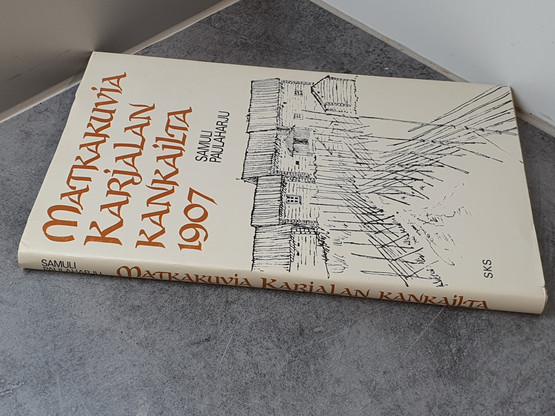 MATKAKUVIA
KARJALAN
KANKAILTA
1907
SAMULI
PAULAHARJU
SKS
SAMULI
PAULAHARJU
MATKAKUVIA KARJALAN KANKAILTA